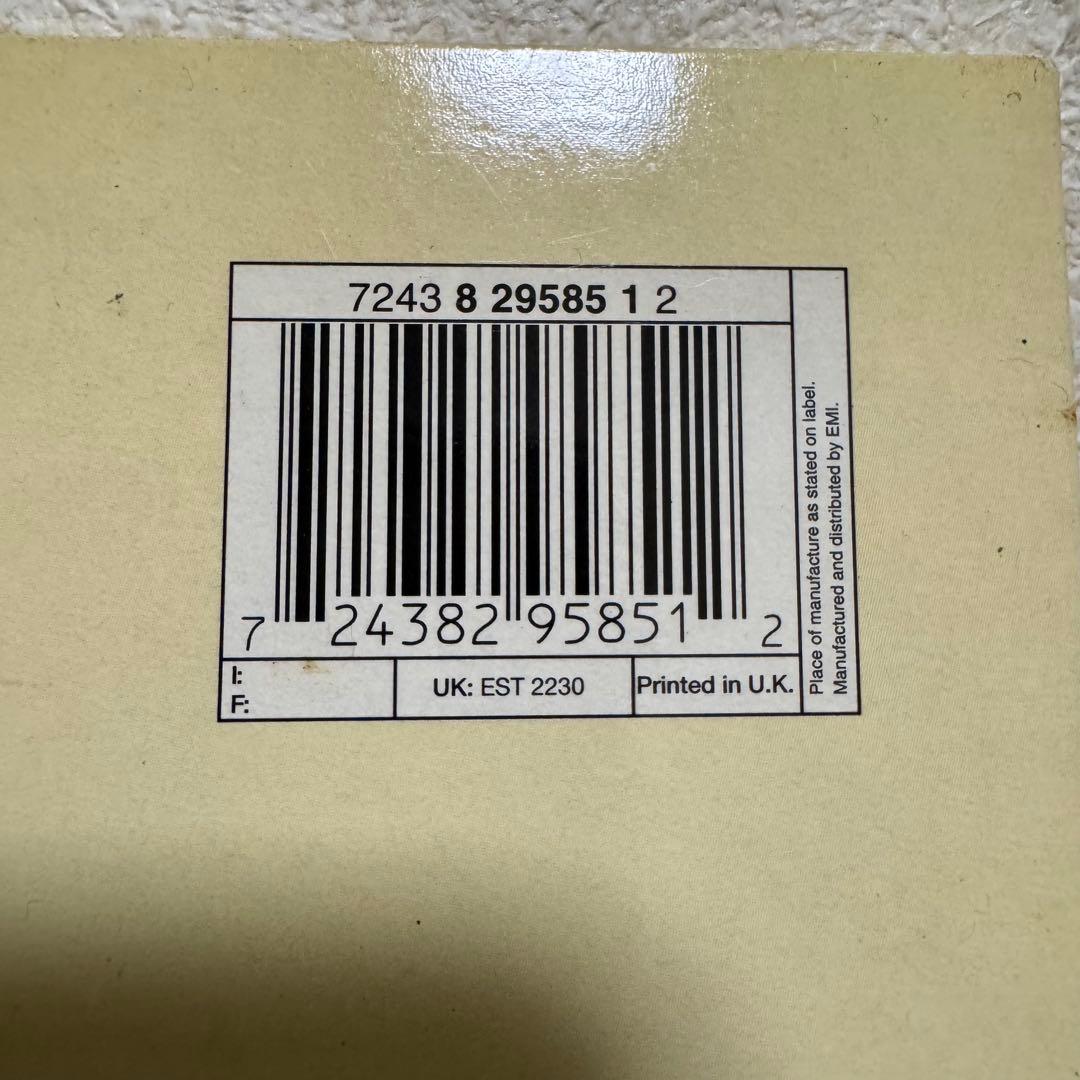 7243 8 29585 1 2
7 24382 95851 2
I:
F:
UK: EST 2230
Printed in U.K.
Place of manufacture as stated on label.
Manufactured and distributed by EMI.